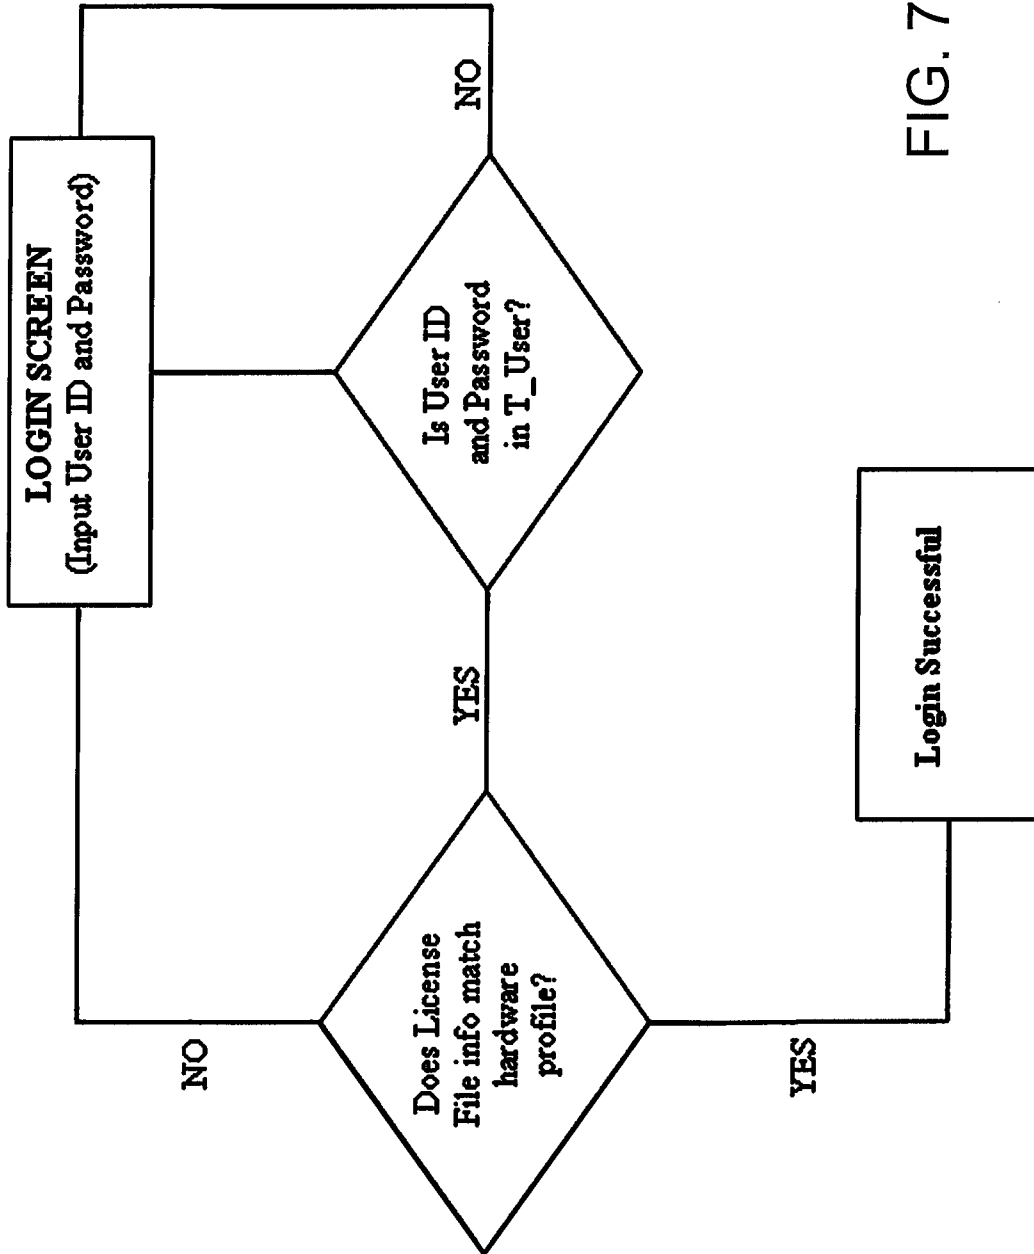 LOGIN SCREEN
(Input User ID and Password)
NO
Is User ID
and Password
in T_User?
YES
NO
Does License
File info match
hardware
profile?
YES
Login Successful
FIG. 7